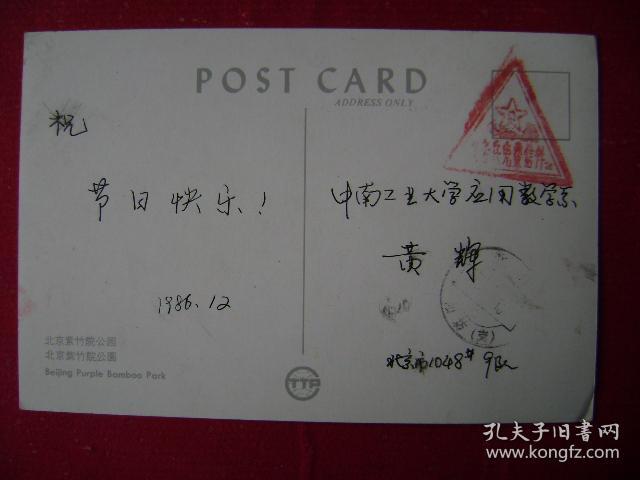 POST CARD
ADDRESS ONLY
祝
节日快乐！
1986.12
中南工业大学应用数学系
黄辉
北京市1048# 9队
北京紫竹院公园
北京紫竹院公園
Beijing Purple Bamboo Park
TTP
孔夫子旧书网
www.kongfz.com